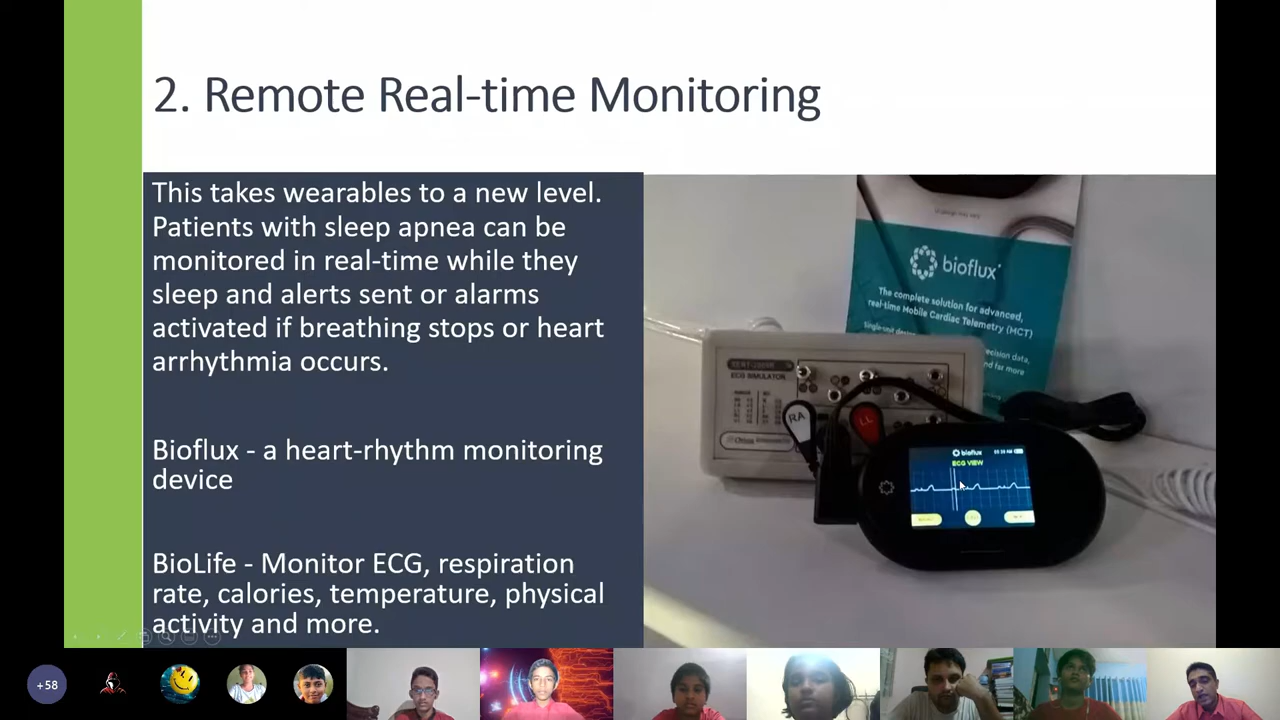 2. Remote Real-time Monitoring
This takes wearables to a new level.
Patients with sleep apnea can be
monitored in real-time while they
sleep and alerts sent or alarms
activated if breathing stops or heart
arrhythmia occurs.
Bioflux - a heart-rhythm monitoring
device
BioLife - Monitor ECG, respiration
rate, calories, temperature, physical
activity and more.
bioflux
The complete solution for advanced,
real-time Mobile Cardiac Telemetry (MCT)
ECG SIMULATOR
RA
LL
bioflux
ECG VIEW
+58